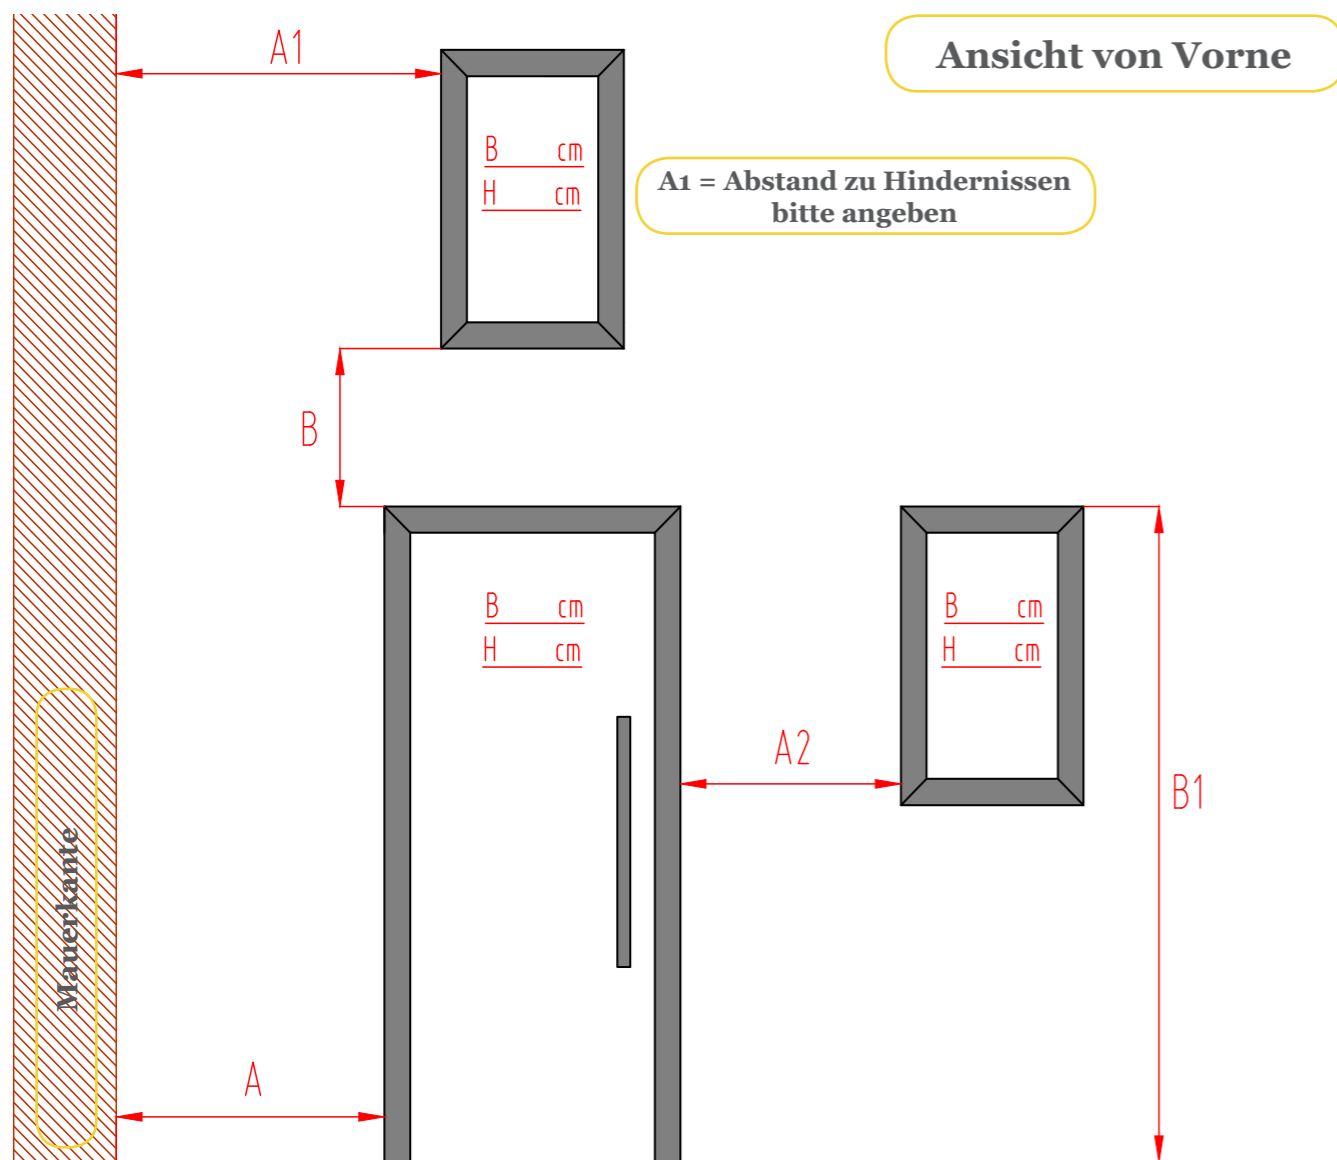 A1
Ansicht von Vorne
B cm
H cm
A1 = Abstand zu Hindernissen
bitte angeben
B
B cm
H cm
B cm
H cm
A2
B1
Mauerkante
A